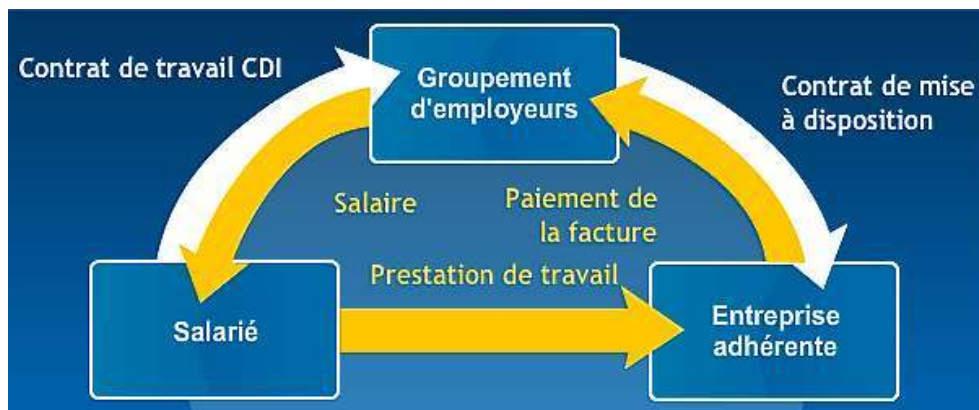 Contrat de travail CDI
Groupement
d'employeurs
Contrat de mise
à disposition
Salaire
Paiement de
la facture
Prestation de travail
Salarié
Entreprise
adhérente